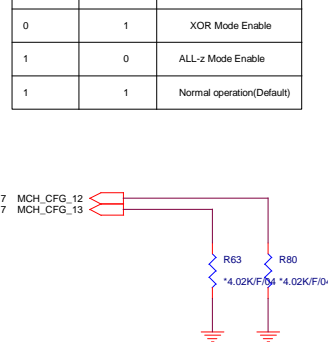 0 1 XOR Mode Enable
1 0 ALL-z Mode Enable
1 1 Normal operation(Default)
7 MCH_CFG_12
7 MCH_CFG_13
R63 R80
*4.02K/F/04 *4.02K/F/04